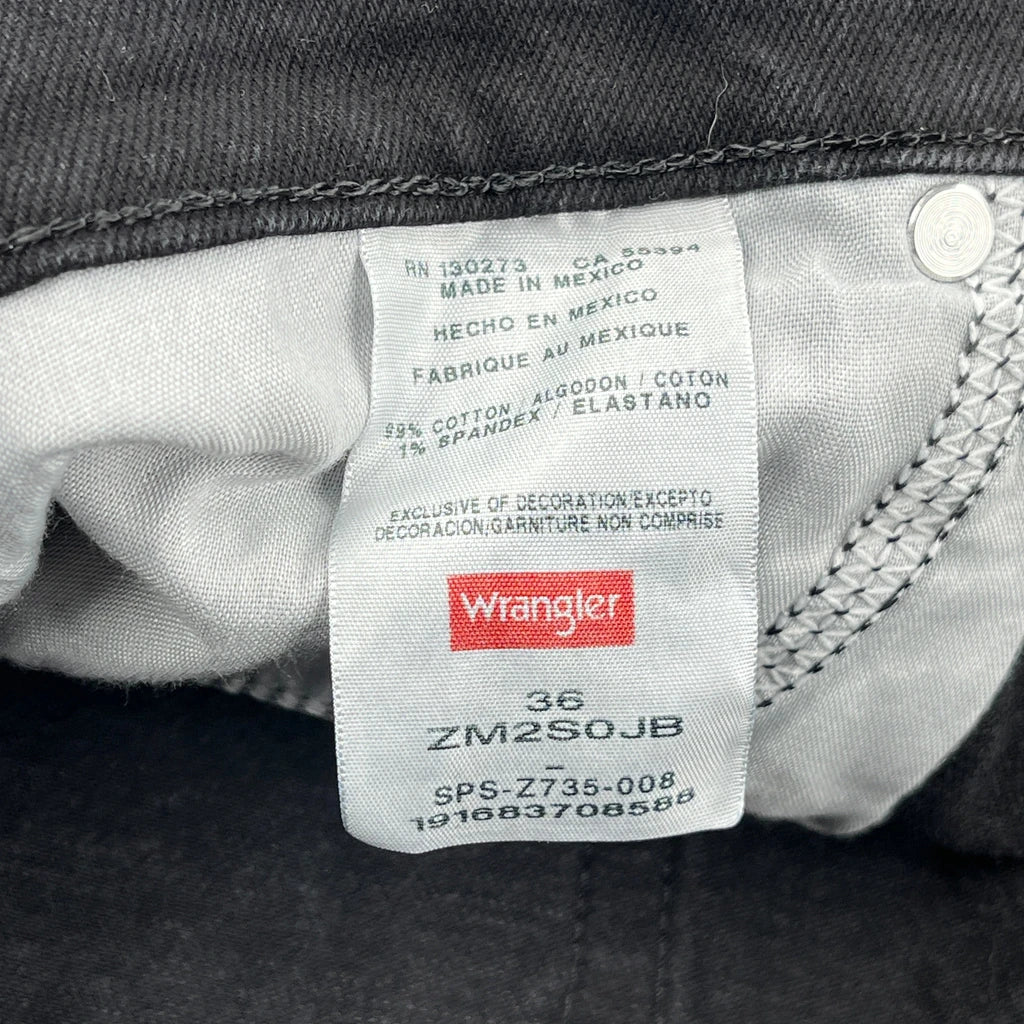 RN 130273 CA 55394
MADE IN MEXICO
HECHO EN MEXICO
FABRIQUE AU MEXIQUE
99% COTTON / ALGODON / COTON
1% SPANDEX / ELASTANO
EXCLUSIVE OF DECORATION/EXCEPTO
DECORACION;GARNITURE NON COMPRISE
Wrangler
36
ZM2SOJB
-
SPS-Z735-008
191683708588